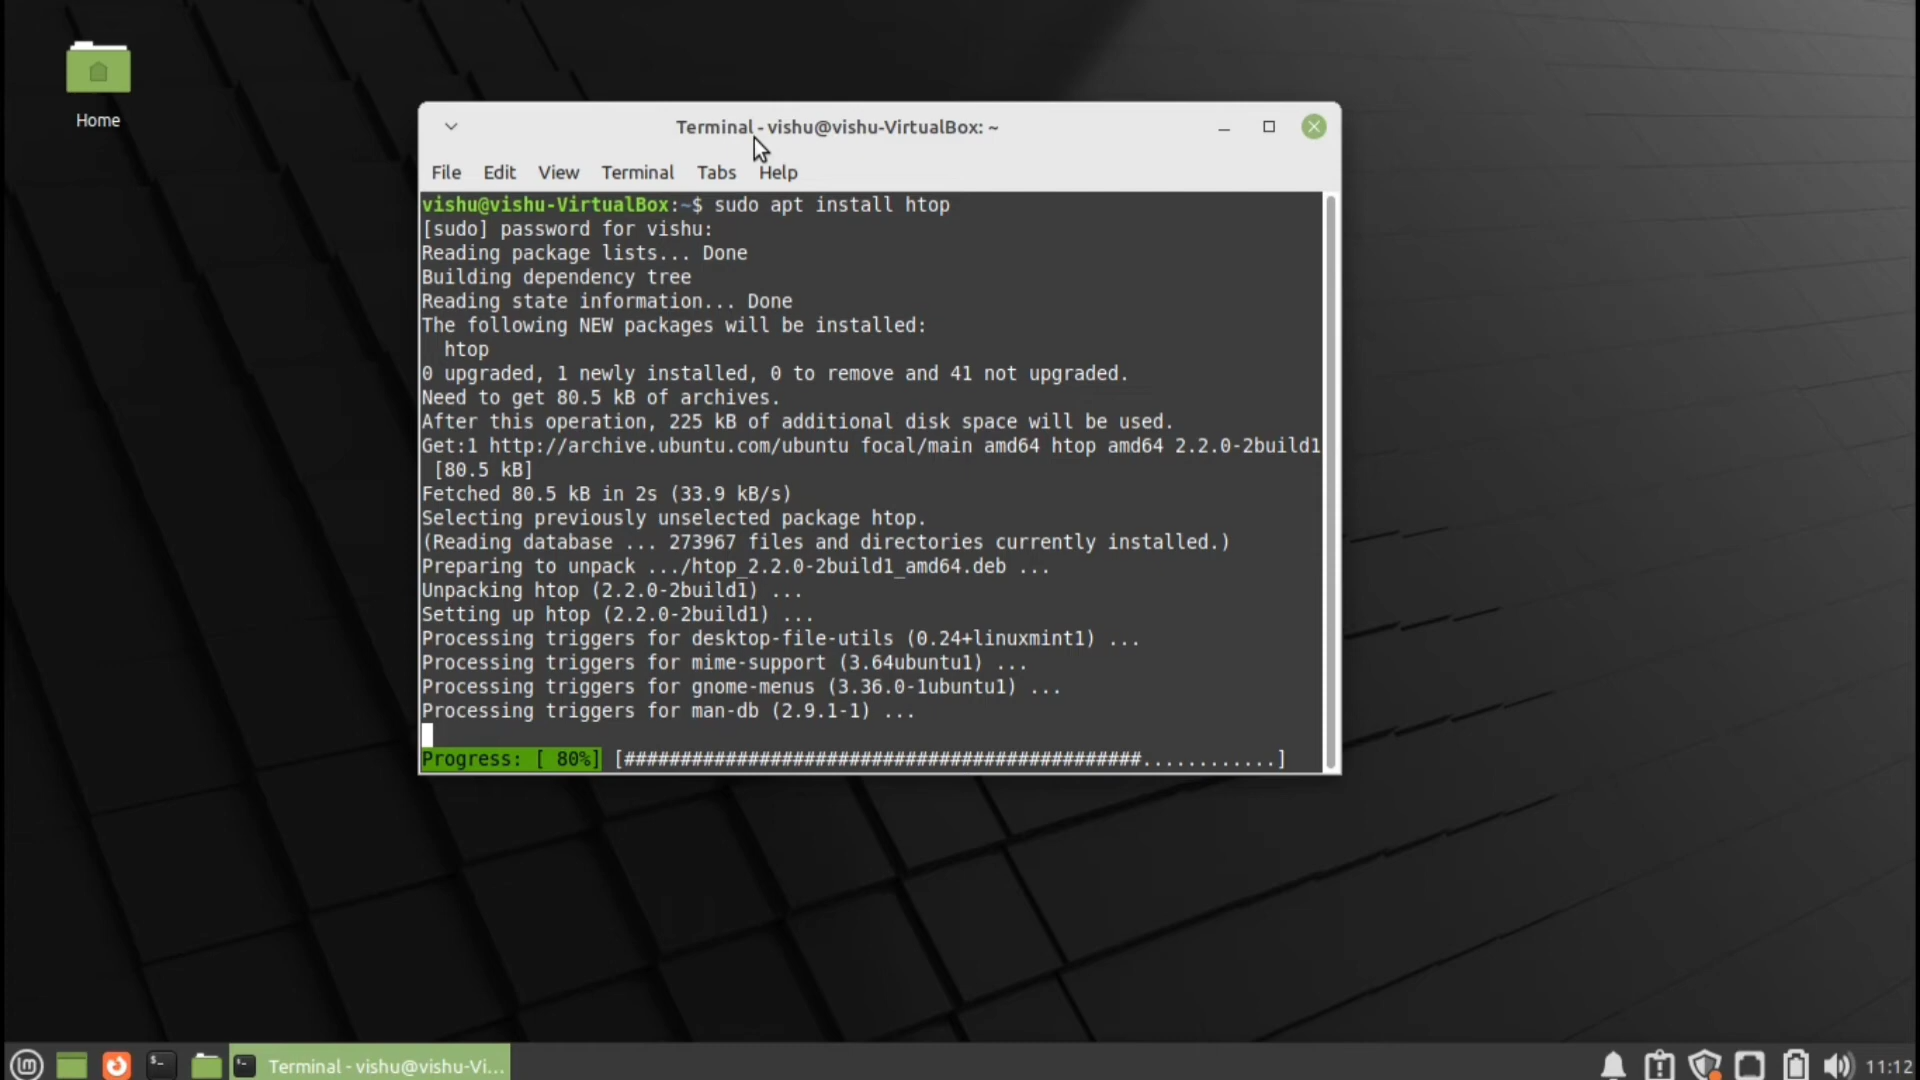 Home
Terminal - vishu@vishu-VirtualBox: ~
File Edit View Terminal Tabs Help
vishu@vishu-VirtualBox:~$ sudo apt install htop
[sudo] password for vishu:
Reading package lists... Done
Building dependency tree
Reading state information... Done
The following NEW packages will be installed:
  htop
0 upgraded, 1 newly installed, 0 to remove and 41 not upgraded.
Need to get 80.5 kB of archives.
After this operation, 225 kB of additional disk space will be used.
Get:1 http://archive.ubuntu.com/ubuntu focal/main amd64 htop amd64 2.2.0-2build1
 [80.5 kB]
Fetched 80.5 kB in 2s (33.9 kB/s)
Selecting previously unselected package htop.
(Reading database ... 273967 files and directories currently installed.)
Preparing to unpack .../htop_2.2.0-2build1_amd64.deb ...
Unpacking htop (2.2.0-2build1) ...
Setting up htop (2.2.0-2build1) ...
Processing triggers for desktop-file-utils (0.24+linuxmint1) ...
Processing triggers for mime-support (3.64ubuntu1) ...
Processing triggers for gnome-menus (3.36.0-1ubuntu1) ...
Processing triggers for man-db (2.9.1-1) ...
Progress: [ 80%] [##############################################............]
Terminal - vishu@vishu-Vi... 11:12